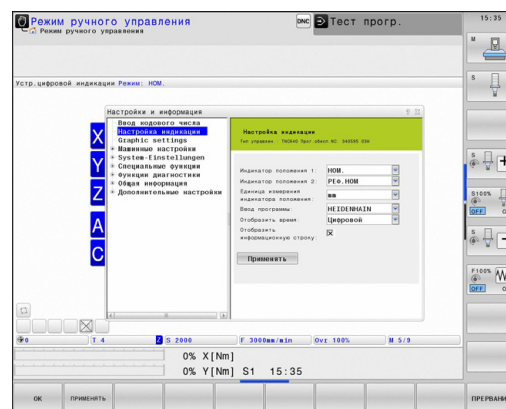 Режим ручного управления
Режим ручного управления
DNC
Тест прогр.
15:35
Устр.цифровой индикации Режим: НОМ.
M
S
Настройки и информация
Ввод кодового числа
Настройка индикации
Graphic settings
Машинные настройки
System-Einstellungen
Специальные функции
Функции диагностики
Общая информация
Дополнительные настройки
X
Y
Z
A
C
Настройка индикации
Индикатор положения 1: НОМ.
Индикатор положения 2: РЕФ.НОМ
Единица измерения
индикатора положения: mm
Ввод программы: HEIDENHAIN
Отобразить время: Цифровой
Отобразить
информационную строку:
Применить
S
S100%
OFF
S
F100%
OFF
0
T 4
Z S 2000
F 3000mm/min
Ovr 100%
M 5/9
0% X[Nm]
0% Y[Nm] S1 15:35
ОК
ПРИМЕНЯТЬ
ПРЕРВАНИ